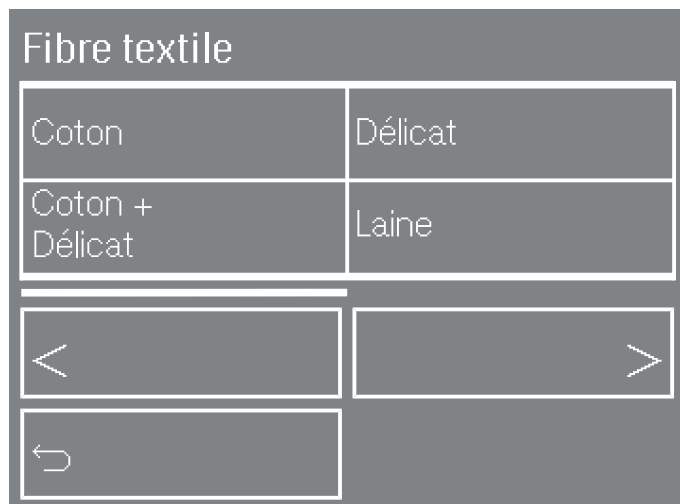 Fibre textile
Coton
Délicat
Coton +
Délicat
Laine
<
>